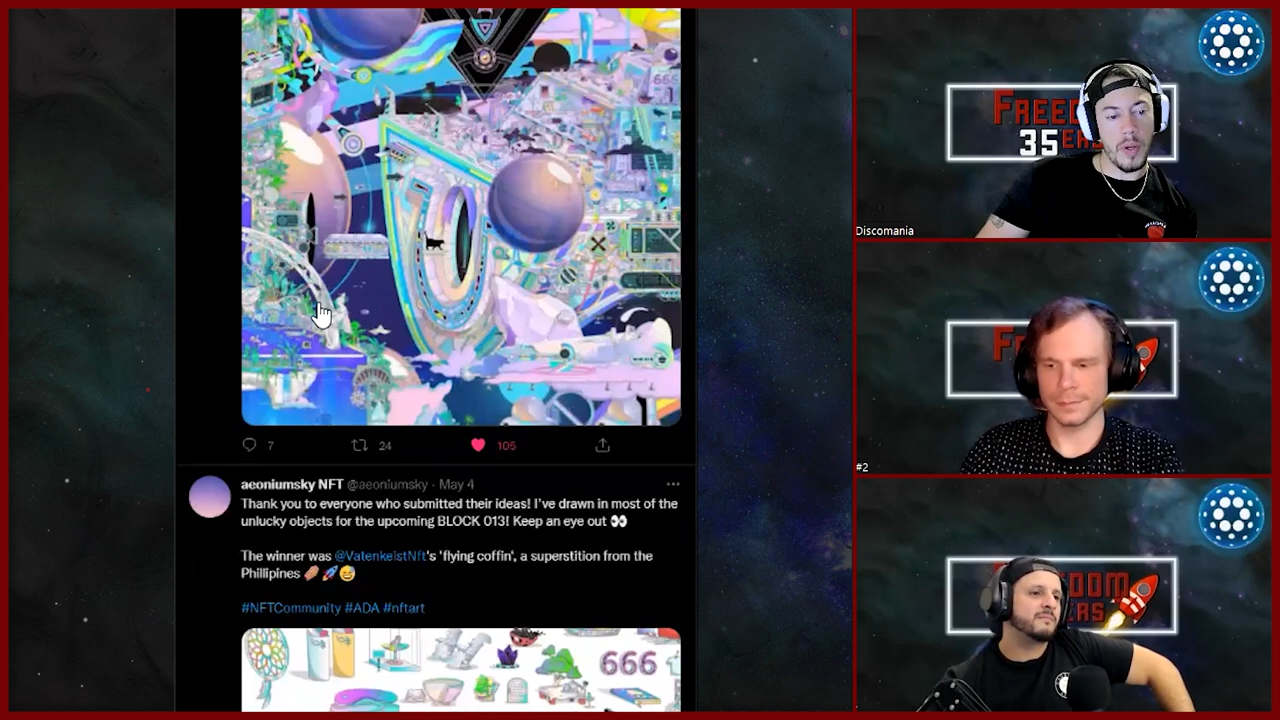 666
7
24
105
aeoniumsky NFT @aeoniumsky · May 4
Thank you to everyone who submitted their ideas! I've drawn in most of the
unlucky objects for the upcoming BLOCK 013! Keep an eye out 👀
The winner was @VatenkeistNft's 'flying coffin', a superstition from the
Phillipines ⚰️🚀😅
#NFTCommunity #ADA #nftart
666
35
Discomania
#2